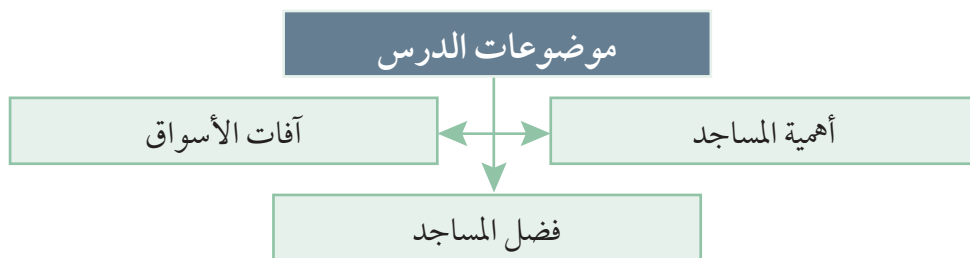 موضوعات الدرس
أهمية المساجد
آفات الأسواق
فضل المساجد